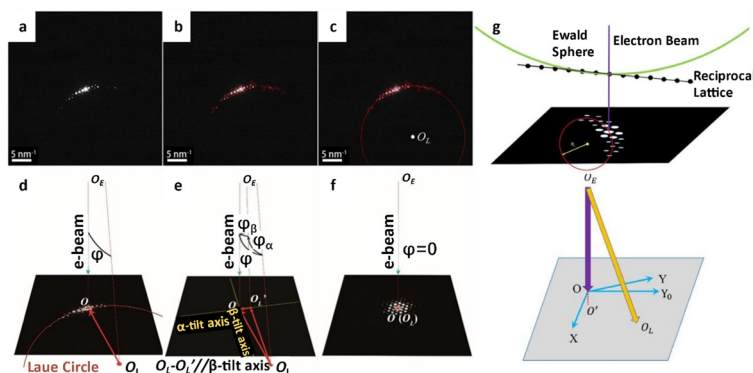 a
b
c
g
5 nm⁻¹
5 nm⁻¹
5 nm⁻¹
O_L
Ewald
Sphere
Electron Beam
Reciprocal
Lattice
d
e
f
O_E
O_E
O_E
O_E
e-beam
φ
e-beam
φ_β
φ_α
φ
e-beam
φ=0
O
O
O_L'
O (O_L)
α-tilt axis
β-tilt axis
Laue Circle
O_L
O_L-O_L'//β-tilt axis
O_L
O
O'
Y
Y₀
X
O_L